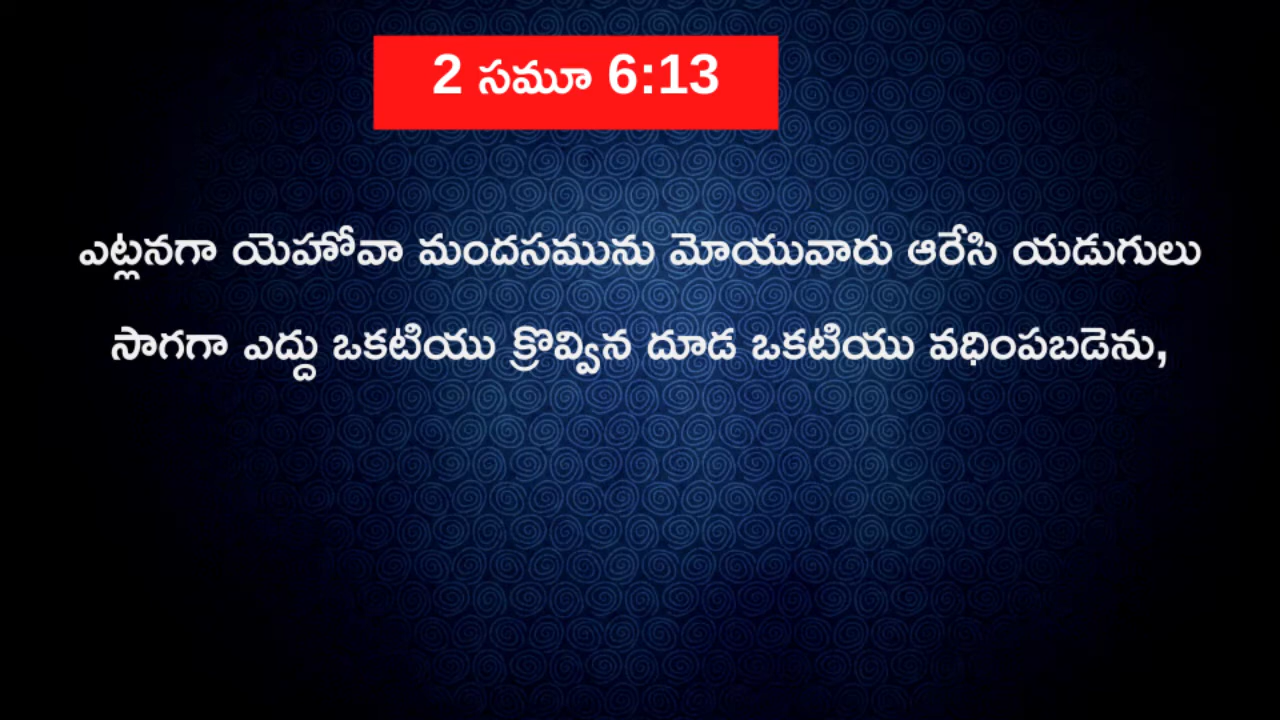 2 సమూ 6:13
ఎట్లనగా యెహోవా మందసమును మోయువారు ఆరేసి యడుగులు
సాగగా ఎద్దు ఒకటియు క్రొవ్విన దూడ ఒకటియు వధింపబడెను,